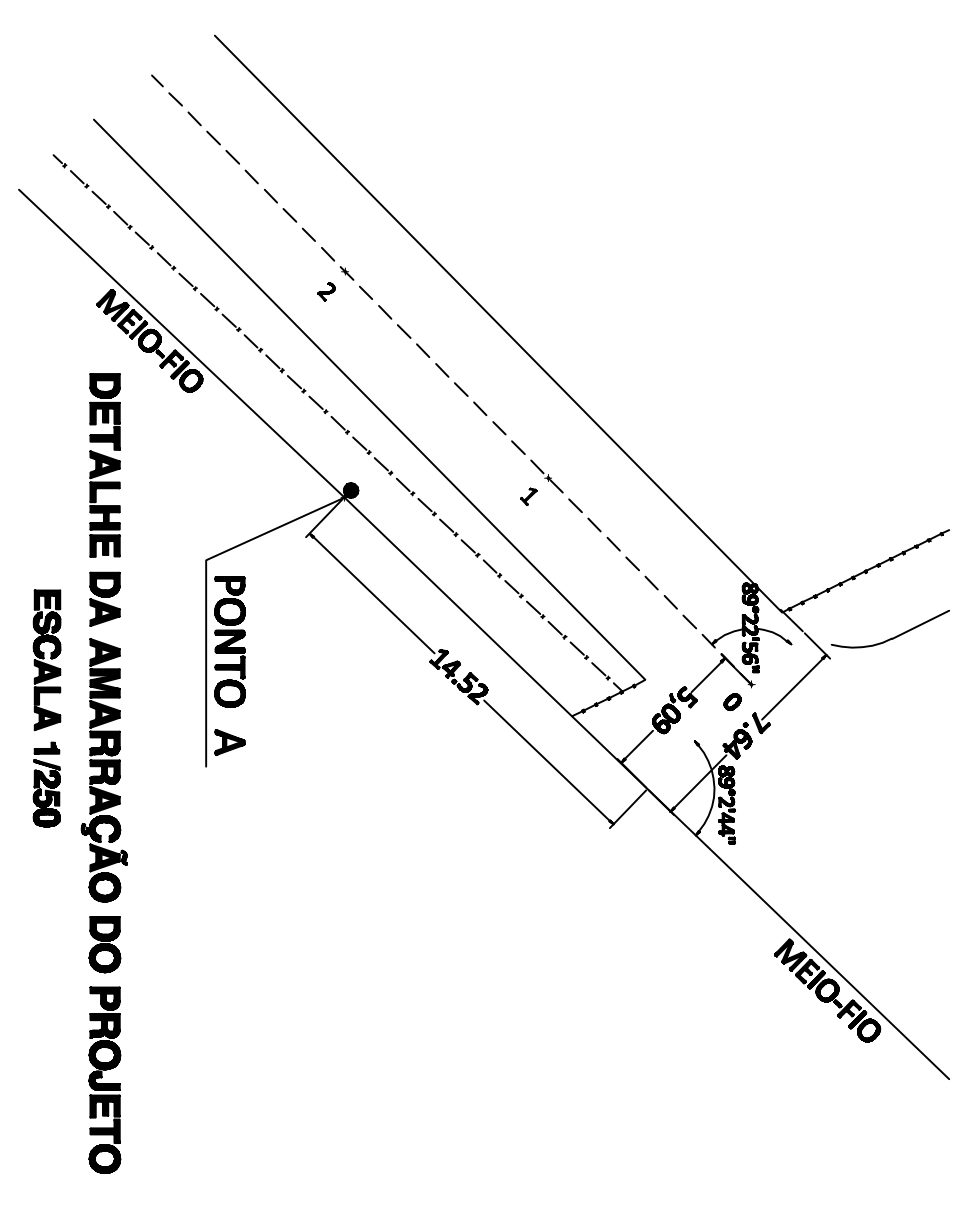 MEIO-FIO
89°22'56"
0
7.64
5,09
89°2'44"
1
2
14.52
MEIO-FIO
PONTO A
DETALHE DA AMARRAÇÃO DO PROJETO
ESCALA 1/250